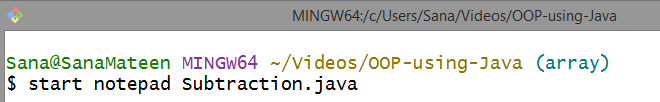 MINGW64:/c/Users/Sana/Videos/OOP-using-Java
Sana@SanaMateen MINGW64 ~/Videos/OOP-using-Java (array)
$ start notepad Subtraction.java